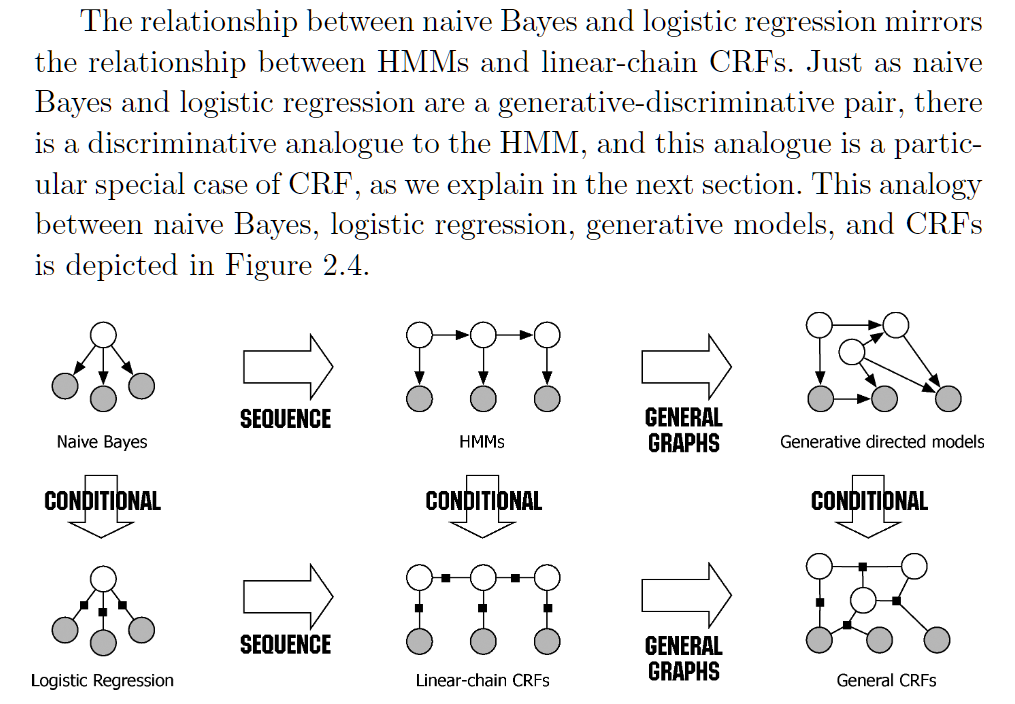 The relationship between naive Bayes and logistic regression mirrors
the relationship between HMMs and linear-chain CRFs. Just as naive
Bayes and logistic regression are a generative-discriminative pair, there
is a discriminative analogue to the HMM, and this analogue is a partic-
ular special case of CRF, as we explain in the next section. This analogy
between naive Bayes, logistic regression, generative models, and CRFs
is depicted in Figure 2.4.
SEQUENCE
GENERAL
GRAPHS
Naive Bayes
HMMs
Generative directed models
CONDITIONAL
CONDITIONAL
CONDITIONAL
SEQUENCE
GENERAL
GRAPHS
Logistic Regression
Linear-chain CRFs
General CRFs